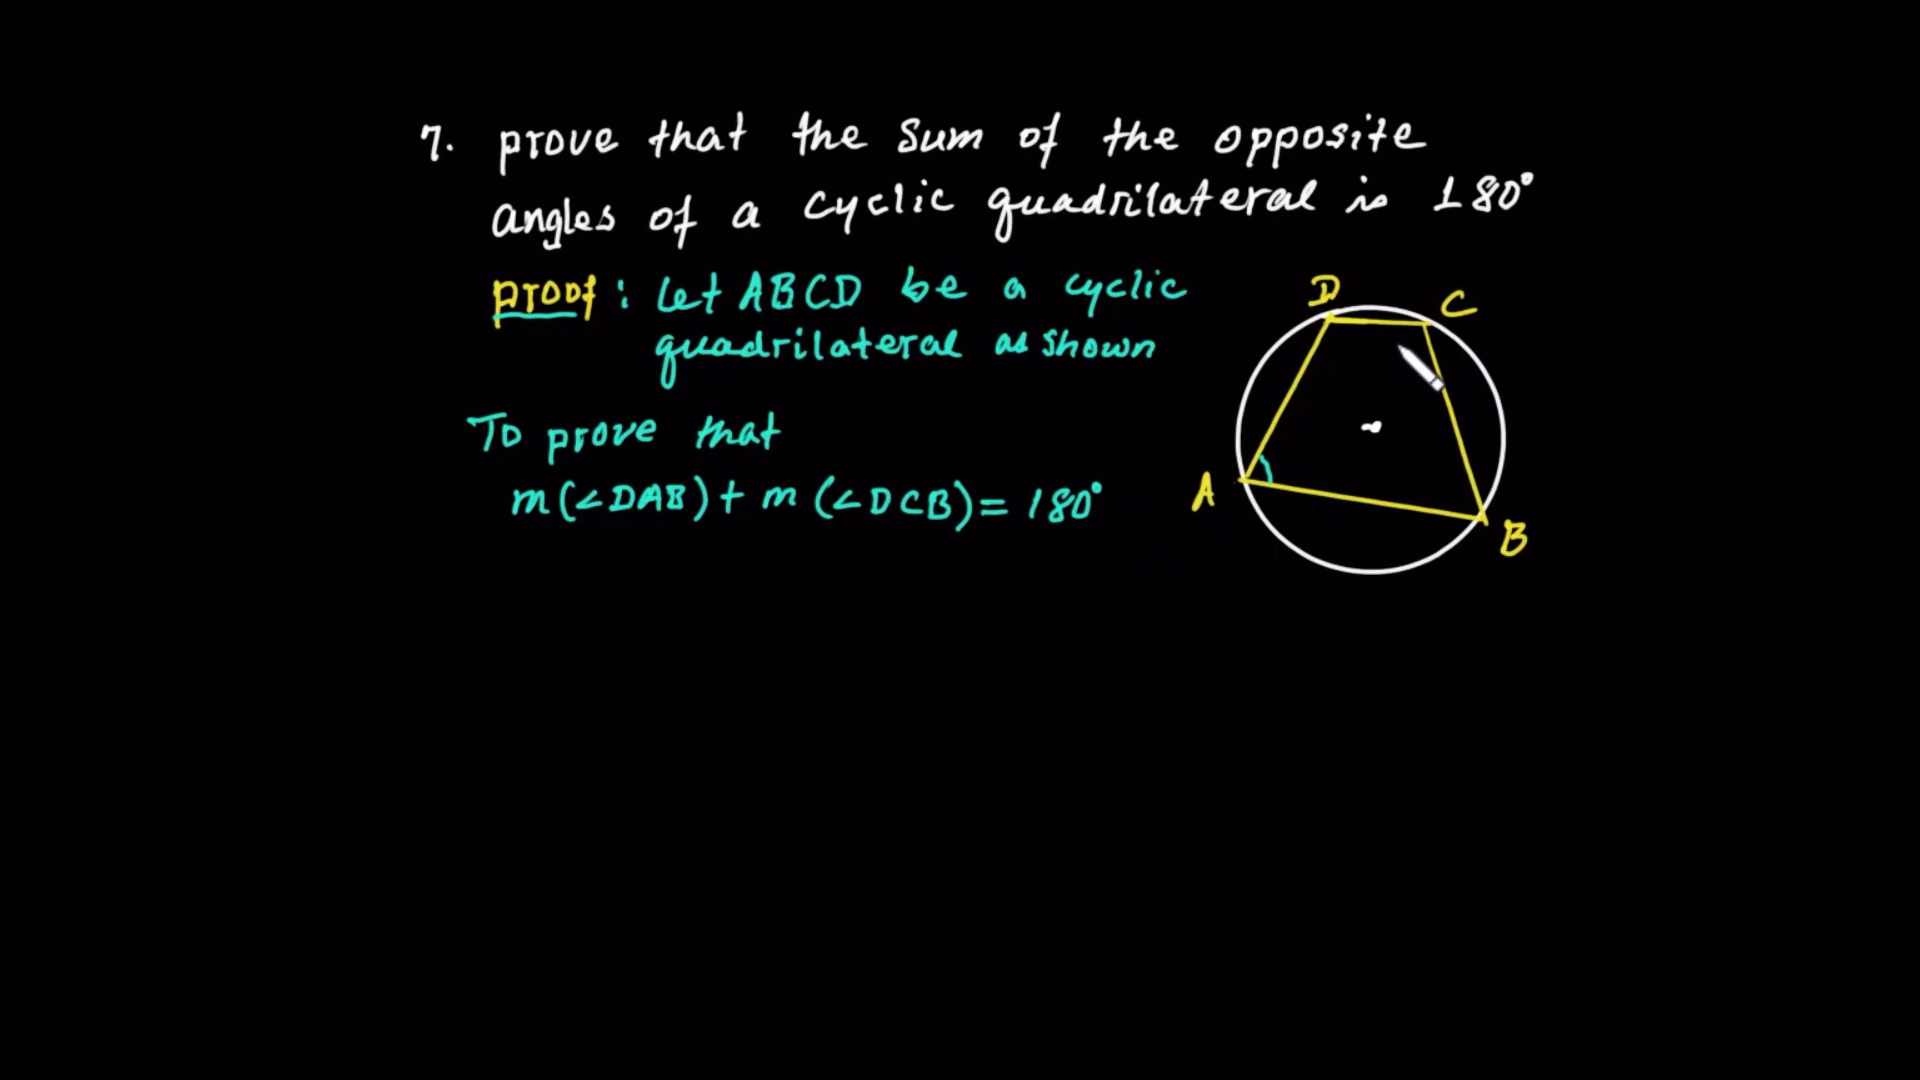 7. prove that the sum of the opposite
angles of a cyclic quadrilateral is 180°
proof : Let ABCD be a cyclic
quadrilateral as shown
To prove that
m(∠DAB) + m(∠DCB) = 180°
D
C
A
B